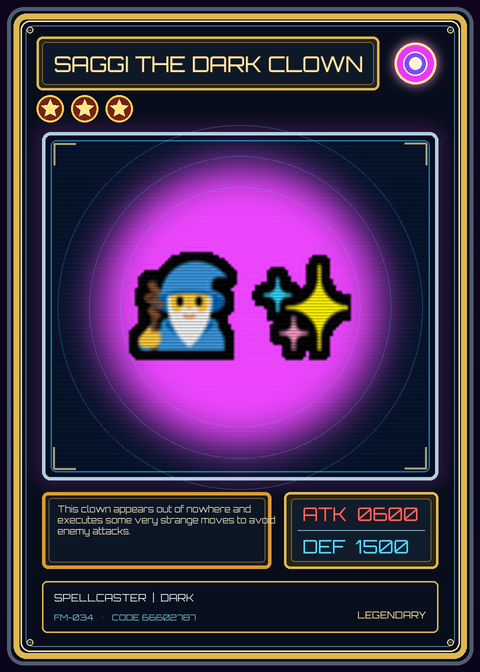 SAGGI THE DARK CLOWN
This clown appears out of nowhere and
executes some very strange moves to avoid
enemy attacks.
ATK 0600
DEF 1500
SPELLCASTER | DARK
FM-034 · CODE 66602787
LEGENDARY